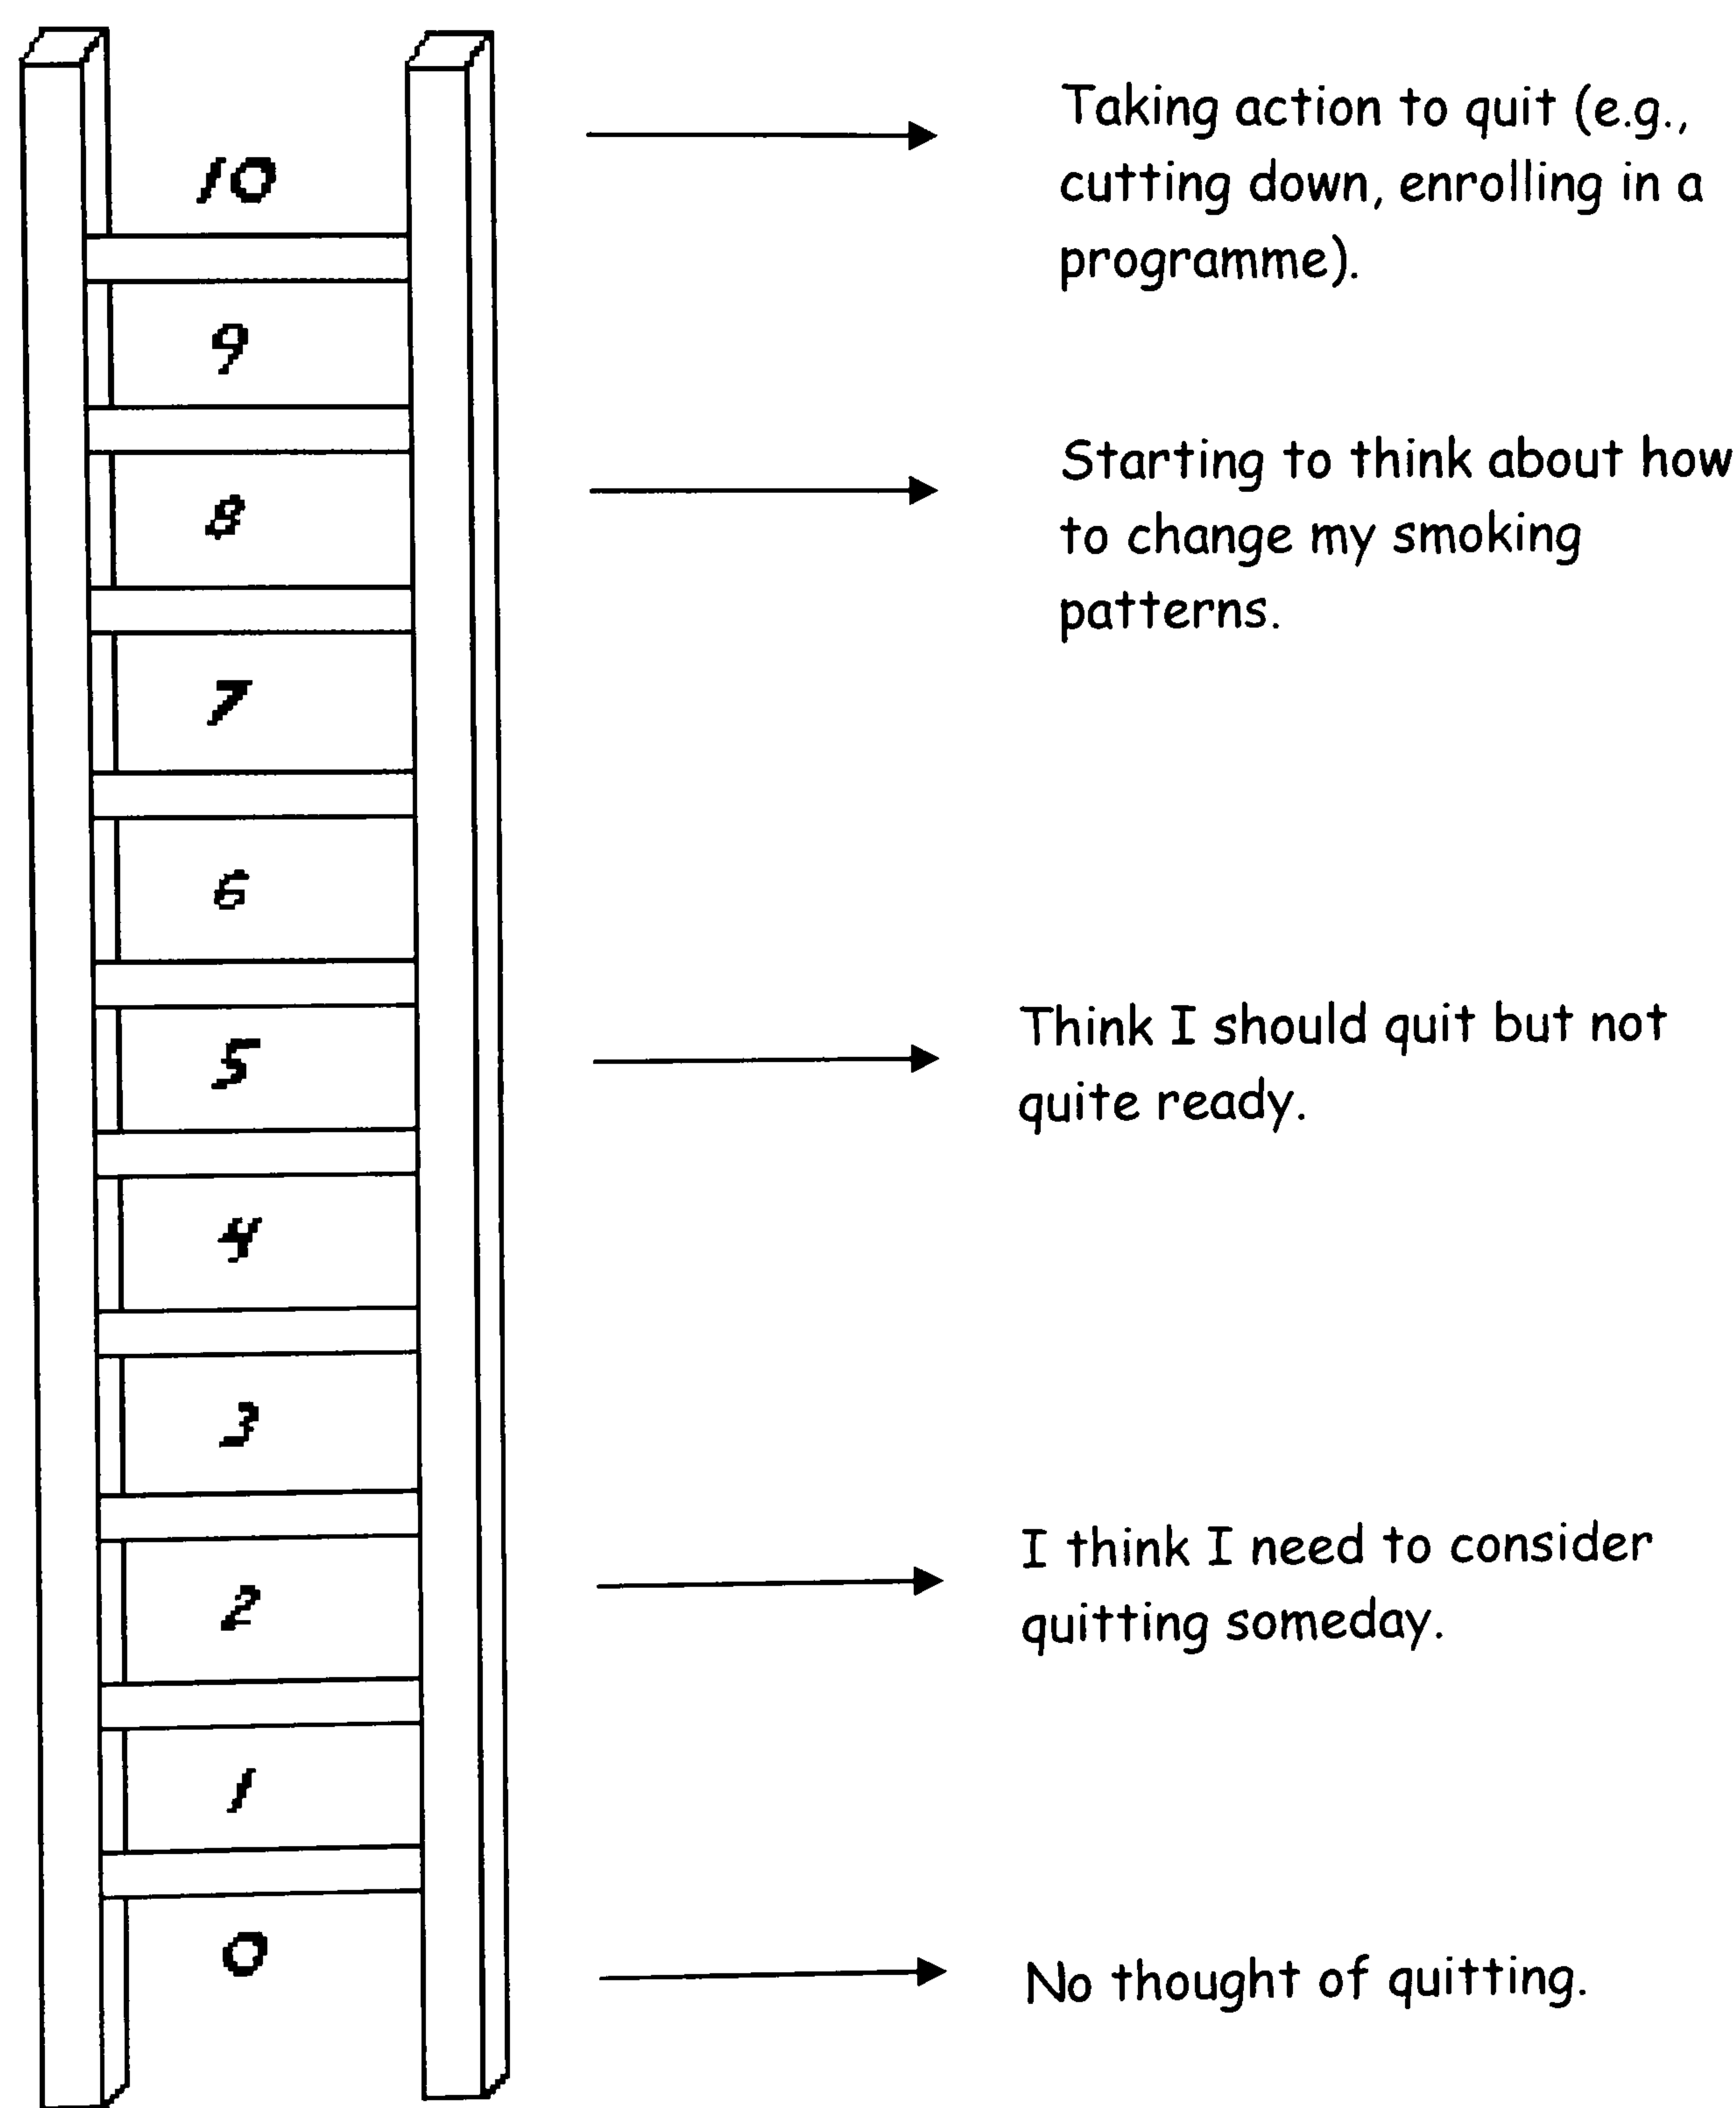 10
Taking action to quit (e.g.,
cutting down, enrolling in a
programme).
9
8
Starting to think about how
to change my smoking
patterns.
7
6
5
Think I should quit but not
quite ready.
4
3
2
I think I need to consider
quitting someday.
1
0
No thought of quitting.